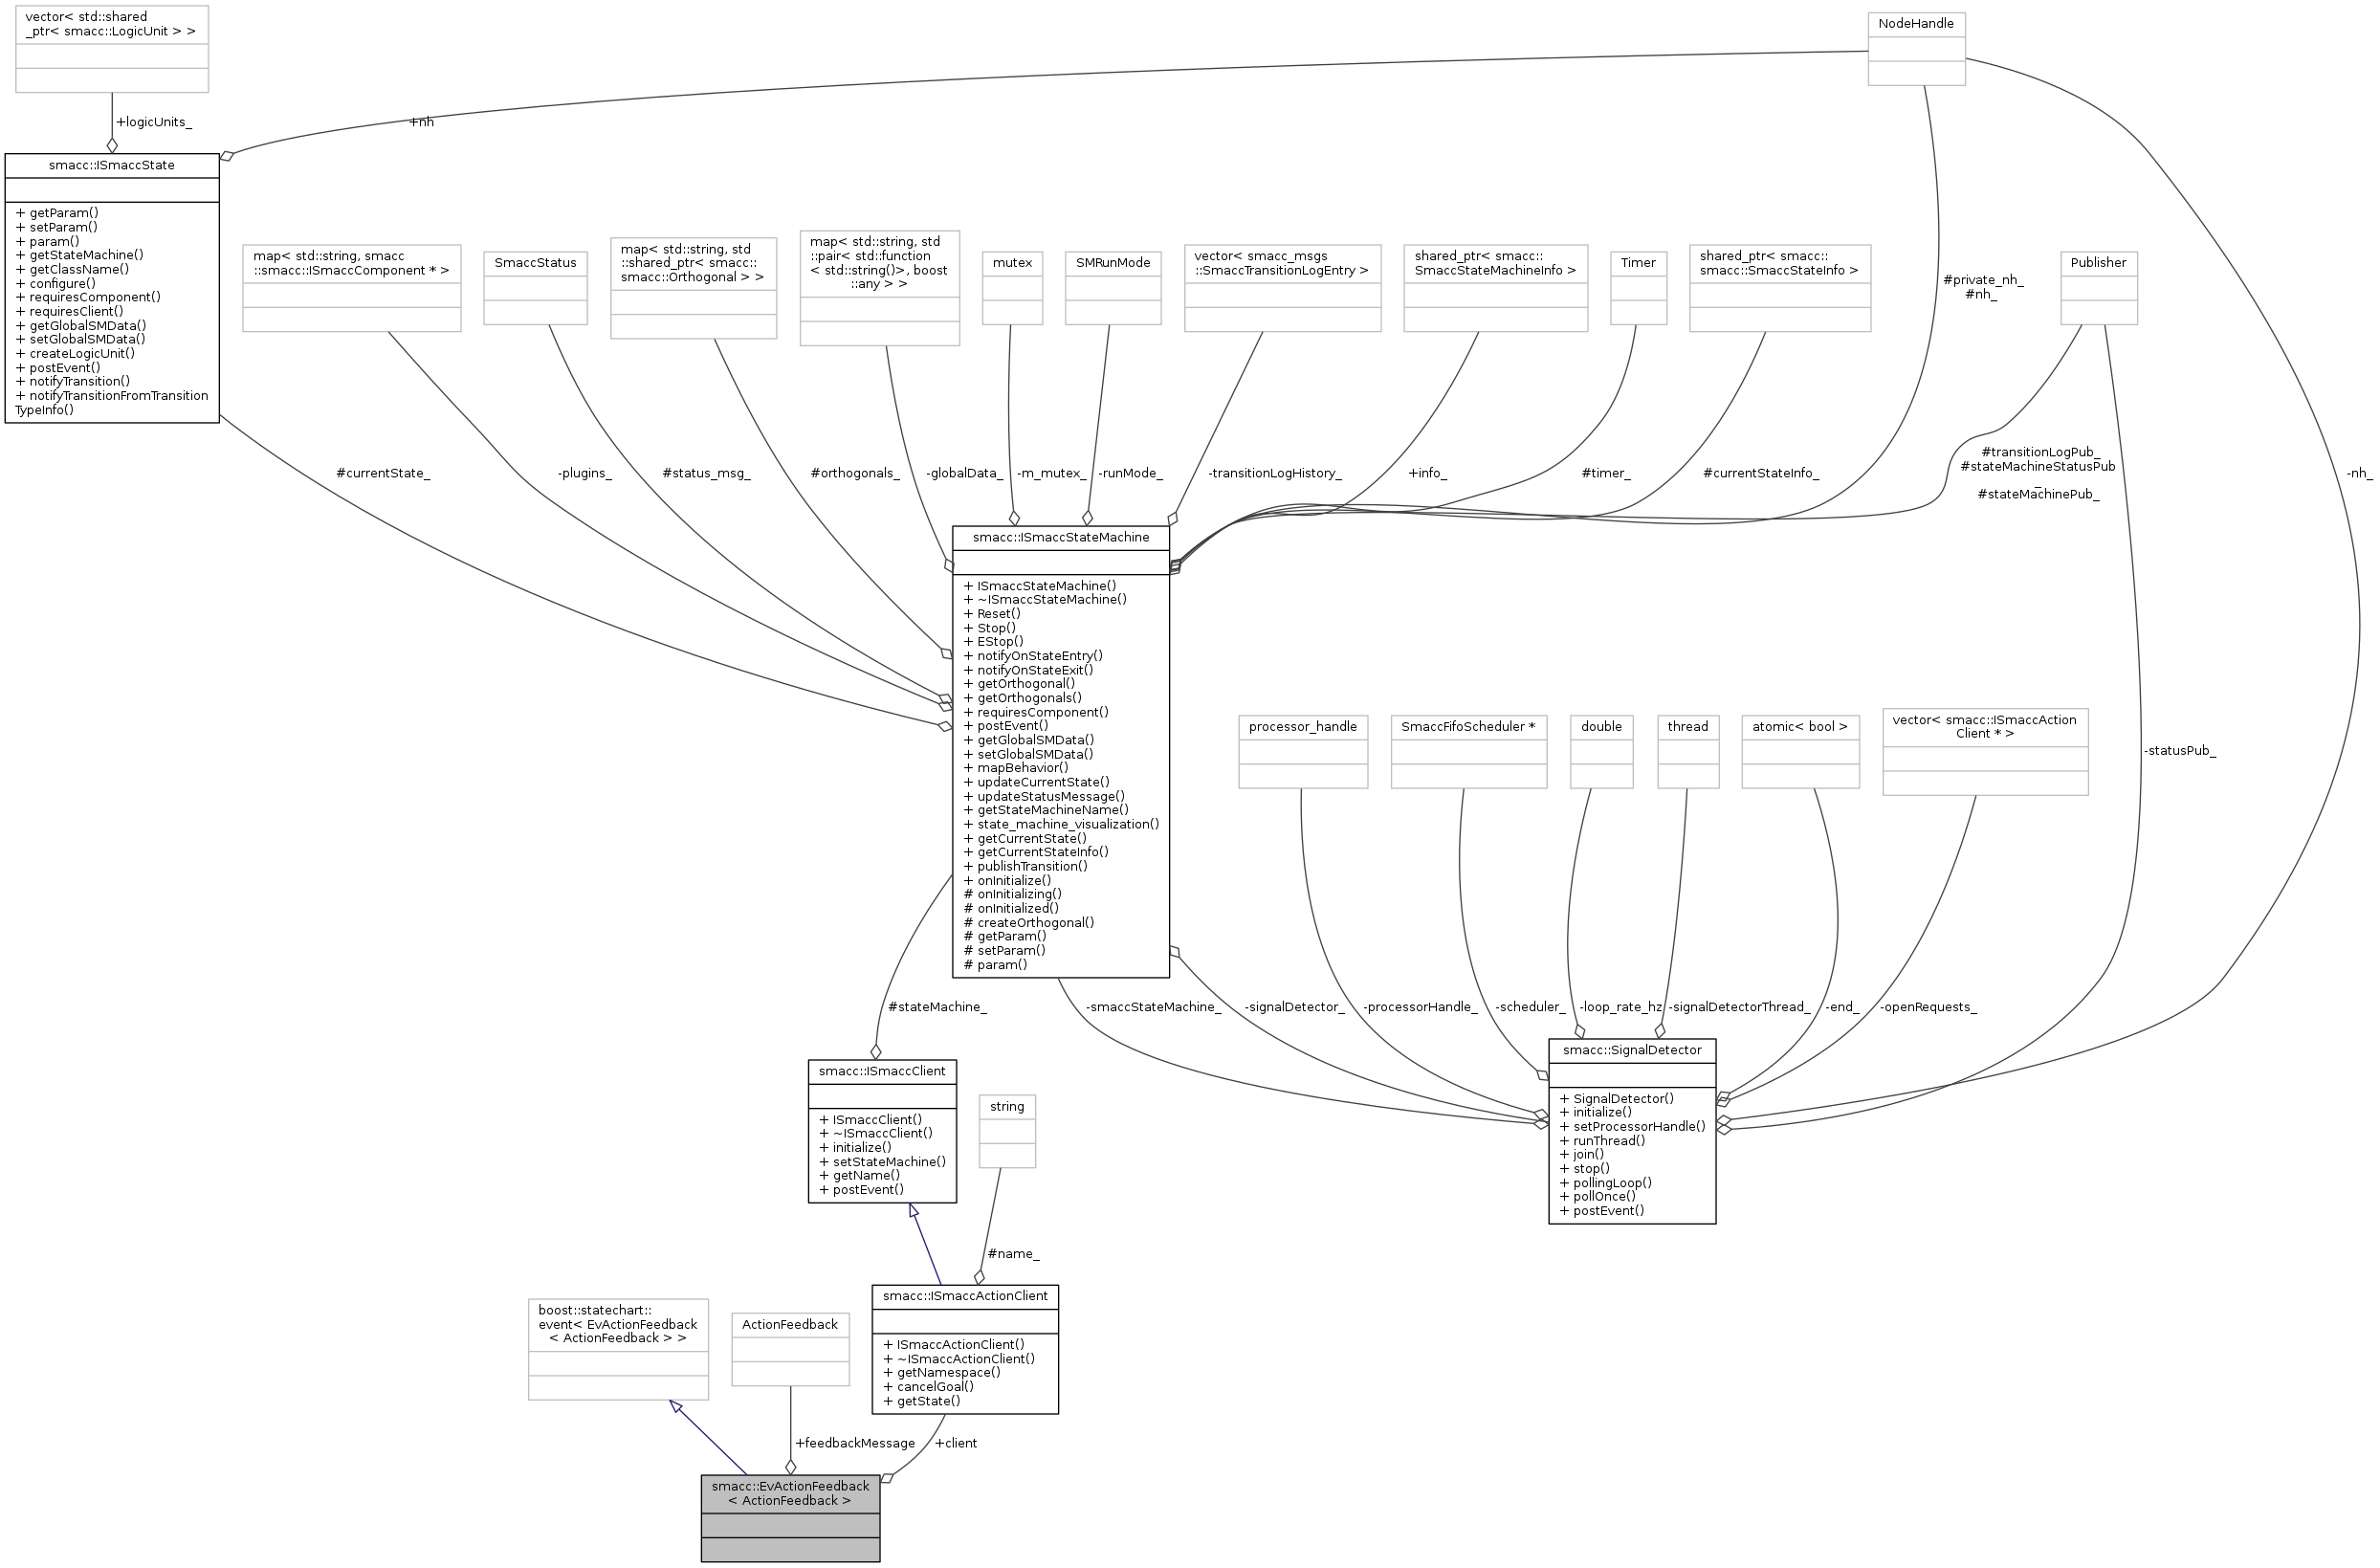 vector< std::shared
_ptr< smacc::LogicUnit > >
NodeHandle
+logicUnits_
+nh
smacc::ISmaccState
+ getParam()
+ setParam()
+ param()
+ getStateMachine()
+ getClassName()
+ configure()
+ requiresComponent()
+ requiresClient()
+ getGlobalSMData()
+ setGlobalSMData()
+ createLogicUnit()
+ postEvent()
+ notifyTransition()
+ notifyTransitionFromTransition
TypeInfo()
map< std::string, smacc
::smacc::ISmaccComponent * >
SmaccStatus
map< std::string, std
::shared_ptr< smacc::
smacc::Orthogonal > >
map< std::string, std
::pair< std::function
< std::string()>, boost
::any > >
mutex
SMRunMode
vector< smacc_msgs
::SmaccTransitionLogEntry >
shared_ptr< smacc::
SmaccStateMachineInfo >
Timer
shared_ptr< smacc::
smacc::SmaccStateInfo >
#private_nh_
#nh_
Publisher
#currentState_
-plugins_
#status_msg_
#orthogonals_
-globalData_
-m_mutex_
-runMode_
-transitionLogHistory_
+info_
#timer_
#currentStateInfo_
#transitionLogPub_
#stateMachineStatusPub
_
#stateMachinePub_
-nh_
smacc::ISmaccStateMachine
+ ISmaccStateMachine()
+ ~ISmaccStateMachine()
+ Reset()
+ Stop()
+ EStop()
+ notifyOnStateEntry()
+ notifyOnStateExit()
+ getOrthogonal()
+ getOrthogonals()
+ requiresComponent()
+ postEvent()
+ getGlobalSMData()
+ setGlobalSMData()
+ mapBehavior()
+ updateCurrentState()
+ updateStatusMessage()
+ getStateMachineName()
+ state_machine_visualization()
+ getCurrentState()
+ getCurrentStateInfo()
+ publishTransition()
+ onInitialize()
# onInitializing()
# onInitialized()
# createOrthogonal()
# getParam()
# setParam()
# param()
processor_handle
SmaccFifoScheduler *
double
thread
atomic< bool >
vector< smacc::ISmaccAction
Client * >
-statusPub_
#stateMachine_
-smaccStateMachine_
-signalDetector_
-processorHandle_
-scheduler_
-loop_rate_hz
-signalDetectorThread_
-end_
-openRequests_
smacc::SignalDetector
+ SignalDetector()
+ initialize()
+ setProcessorHandle()
+ runThread()
+ join()
+ stop()
+ pollingLoop()
+ pollOnce()
+ postEvent()
smacc::ISmaccClient
+ ISmaccClient()
+ ~ISmaccClient()
+ initialize()
+ setStateMachine()
+ getName()
+ postEvent()
string
#name_
smacc::ISmaccActionClient
+ ISmaccActionClient()
+ ~ISmaccActionClient()
+ getNamespace()
+ cancelGoal()
+ getState()
boost::statechart::
event< EvActionFeedback
< ActionFeedback > >
ActionFeedback
+feedbackMessage
+client
smacc::EvActionFeedback
< ActionFeedback >